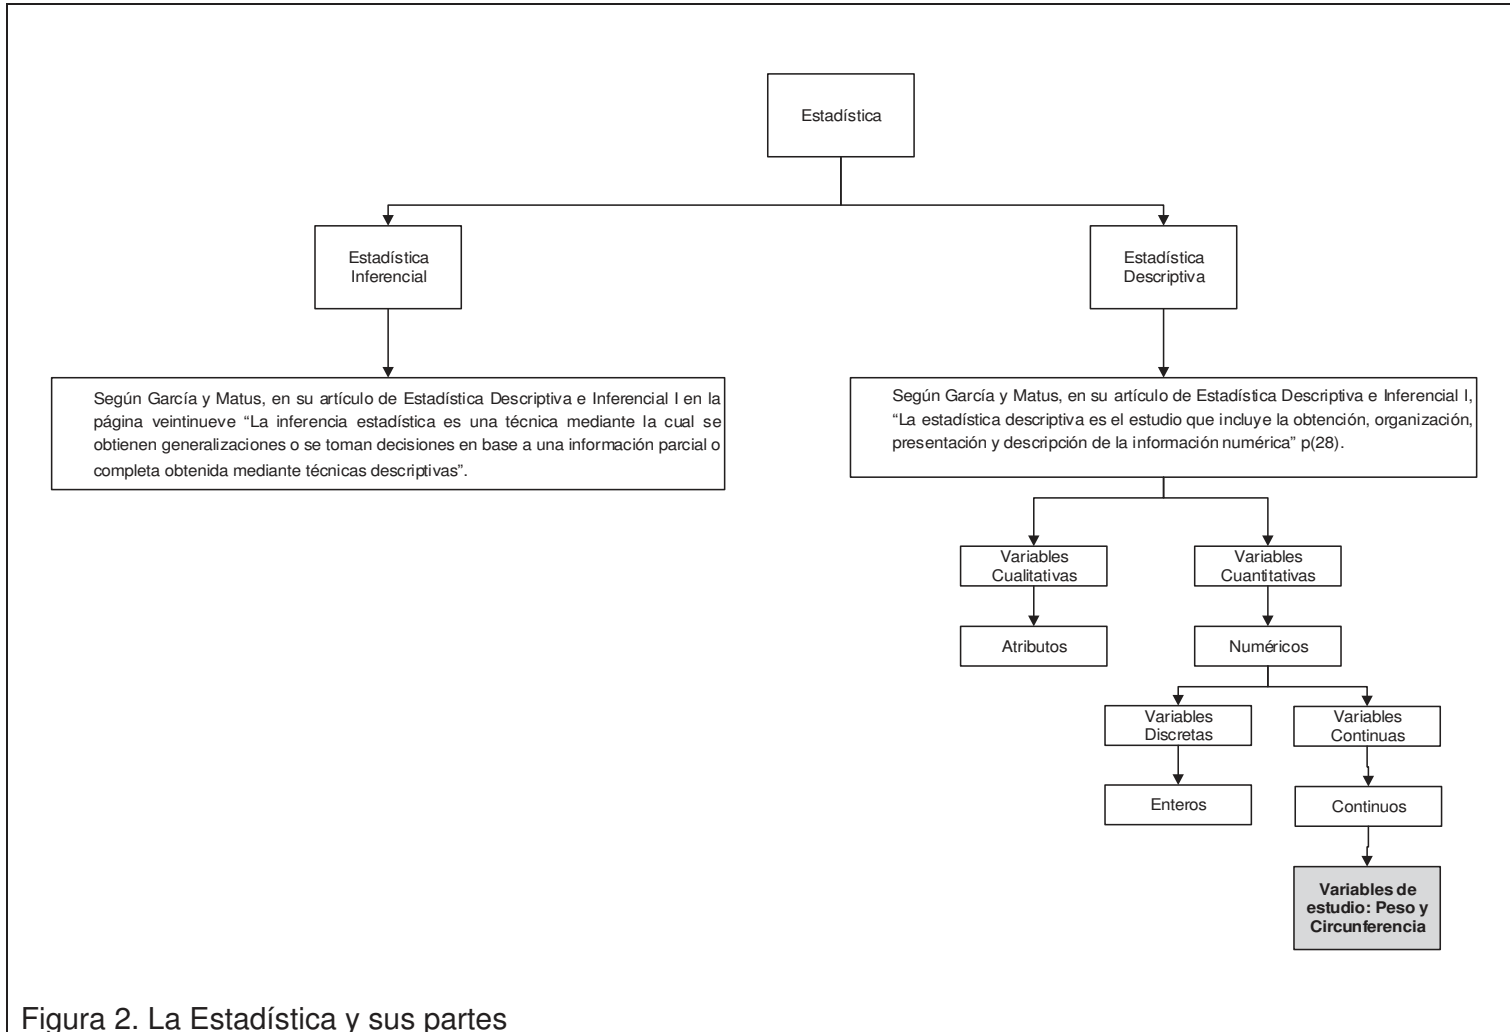 Estadística
Estadística
Inferencial
Estadística
Descriptiva
Según García y Matus, en su artículo de Estadística Descriptiva e Inferencial I en la
página veintinueve “La inferencia estadística es una técnica mediante la cual se
obtienen generalizaciones o se toman decisiones en base a una información parcial o
completa obtenida mediante técnicas descriptivas”.
Según García y Matus, en su artículo de Estadística Descriptiva e Inferencial I,
“La estadística descriptiva es el estudio que incluye la obtención, organización,
presentación y descripción de la información numérica” p(28).
Variables
Cualitativas
Variables
Cuantitativas
Atributos
Numéricos
Variables
Discretas
Variables
Continuas
Enteros
Continuos
Variables de
estudio: Peso y
Circunferencia
Figura 2. La Estadística y sus partes